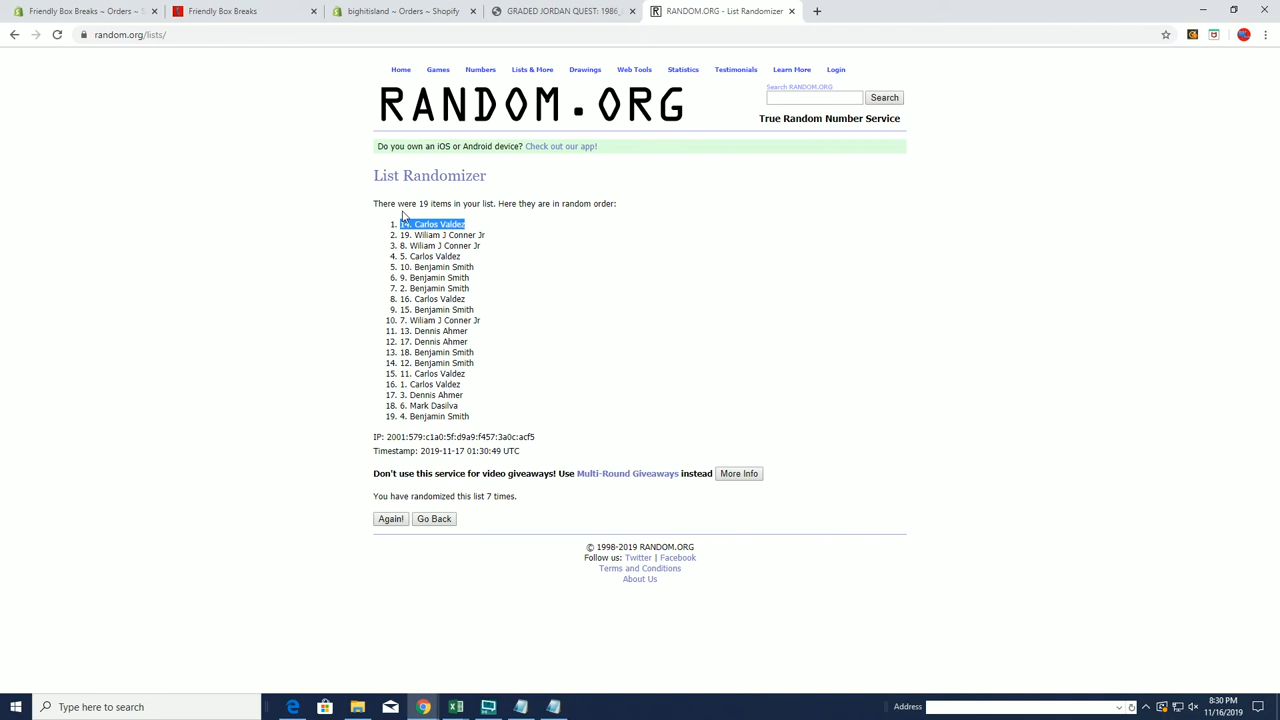 Friendly Box Breaks ~ Orders ~ S
Friendly Box Breaks
bighitisland ~ Orders ~ Shopify
GRADED JORDAN QUEST: 1986_
RANDOM.ORG - List Randomizer
random.org/lists/
Home Games Numbers Lists & More Drawings Web Tools Statistics Testimonials Learn More Login
Search RANDOM.ORG
RANDOM.ORG
Search
True Random Number Service
Do you own an iOS or Android device? Check out our app!
List Randomizer
There were 19 items in your list. Here they are in random order:
1. 14. Carlos Valdez
2. 19. Wiliam J Conner Jr
3. 8. Wiliam J Conner Jr
4. 5. Carlos Valdez
5. 10. Benjamin Smith
6. 9. Benjamin Smith
7. 2. Benjamin Smith
8. 16. Carlos Valdez
9. 15. Benjamin Smith
10. 7. Wiliam J Conner Jr
11. 13. Dennis Ahmer
12. 17. Dennis Ahmer
13. 18. Benjamin Smith
14. 12. Benjamin Smith
15. 11. Carlos Valdez
16. 1. Carlos Valdez
17. 3. Dennis Ahmer
18. 6. Mark Dasilva
19. 4. Benjamin Smith
IP: 2001:579:c1a0:5f:d9a9:f457:3a0c:acf5
Timestamp: 2019-11-17 01:30:49 UTC
Don't use this service for video giveaways! Use Multi-Round Giveaways instead More Info
You have randomized this list 7 times.
Again! Go Back
© 1998-2019 RANDOM.ORG
Follow us: Twitter | Facebook
Terms and Conditions
About Us
Type here to search
Address
8:30 PM
11/16/2019